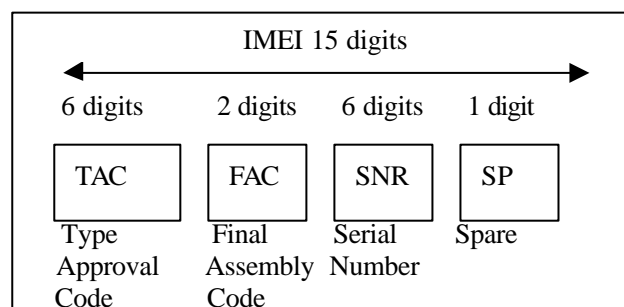 IMEI 15 digits
6 digits 2 digits 6 digits 1 digit
TAC FAC SNR SP
Type Final Serial Spare
Approval Assembly Number
Code Code